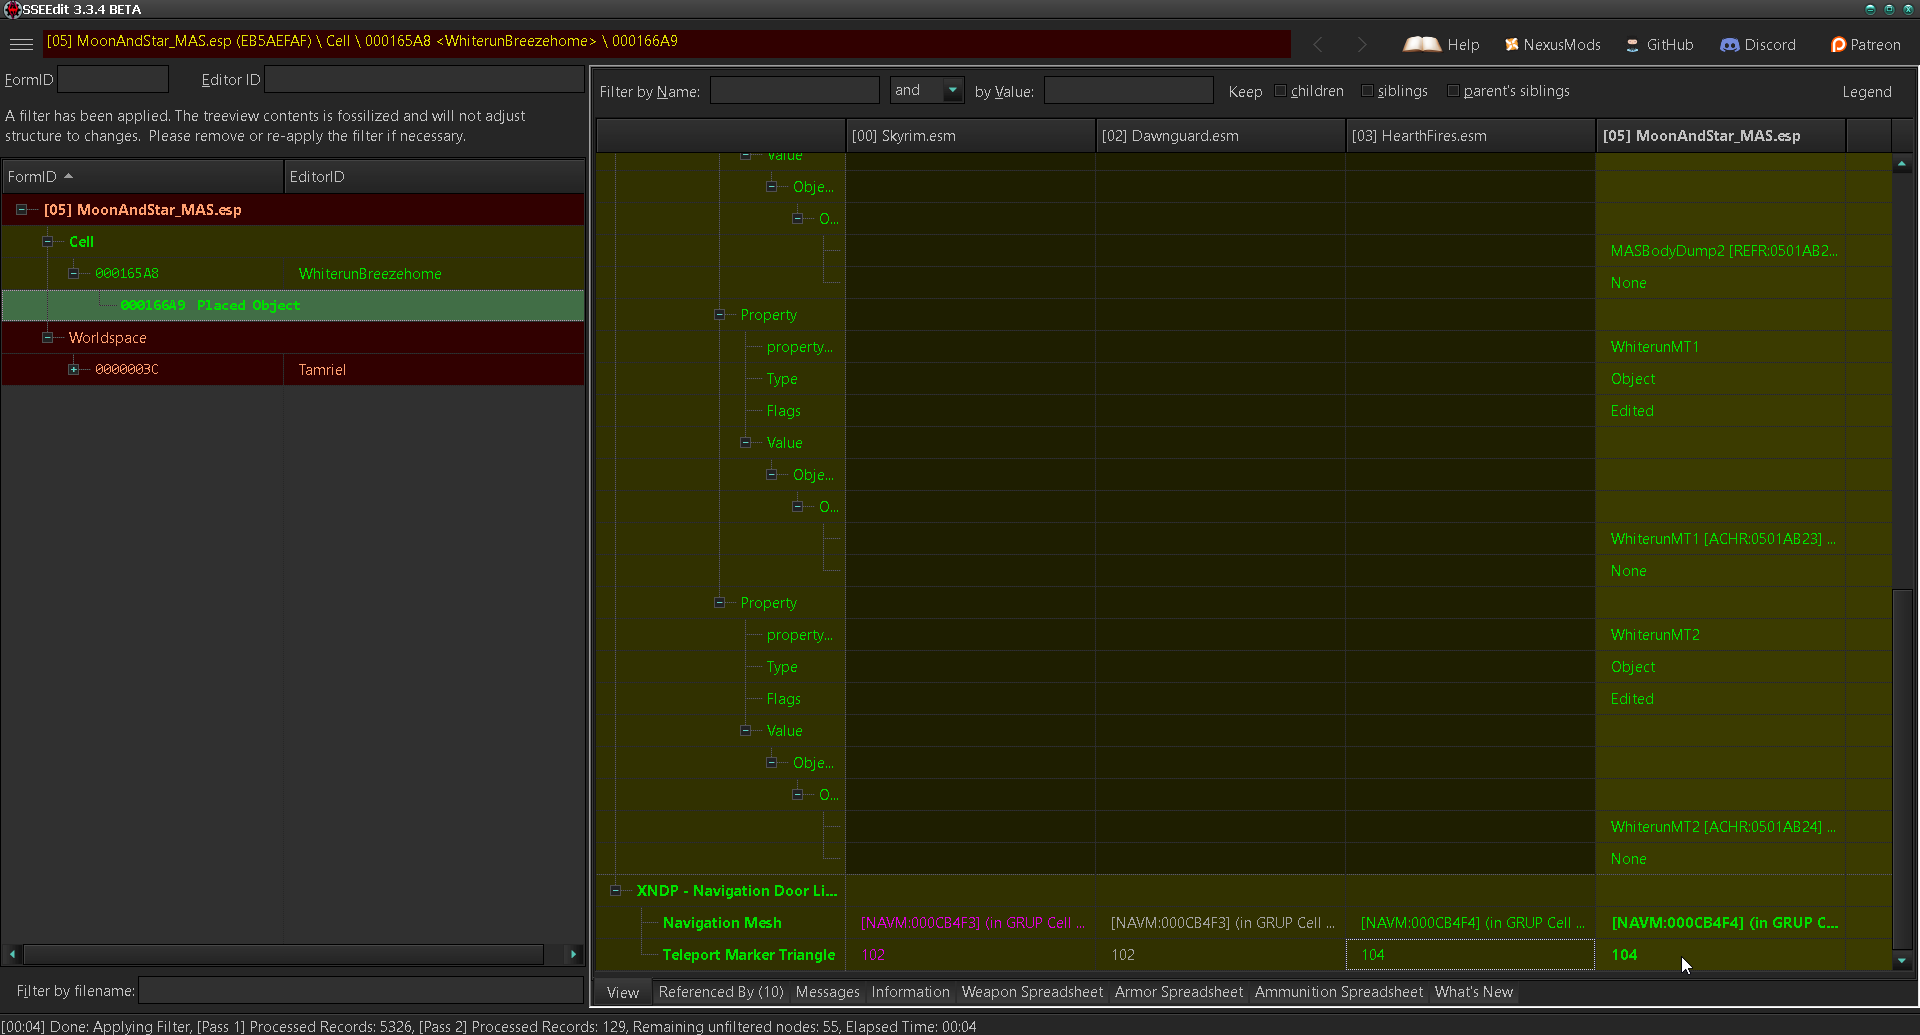 SSEEdit 3.3.4 BETA
[05] MoonAndStar_MAS.esp (EB5AEFAF) \ Cell \ 000165A8 <WhiterunBreezehome> \ 000166A9
Help NexusMods GitHub Discord Patreon
FormID Editor ID
A filter has been applied. The treeview contents is fossilized and will not adjust
structure to changes. Please remove or re-apply the filter if necessary.
FormID EditorID
[05] MoonAndStar_MAS.esp
Cell
000165A8 WhiterunBreezehome
000166A9 Placed Object
Worldspace
0000003C Tamriel
Filter by filename:
Filter by Name: and by Value: Keep children siblings parent's siblings Legend
[00] Skyrim.esm [02] Dawnguard.esm [03] HearthFires.esm [05] MoonAndStar_MAS.esp
Value
Obje...
O...
MASBodyDump2 [REFR:0501AB2...
None
Property
property... WhiterunMT1
Type Object
Flags Edited
Value
Obje...
O...
WhiterunMT1 [ACHR:0501AB23] ...
None
Property
property... WhiterunMT2
Type Object
Flags Edited
Value
Obje...
O...
WhiterunMT2 [ACHR:0501AB24] ...
None
XNDP - Navigation Door Li...
Navigation Mesh [NAVM:000CB4F3] (in GRUP Cell ... [NAVM:000CB4F3] (in GRUP Cell ... [NAVM:000CB4F4] (in GRUP Cell ... [NAVM:000CB4F4] (in GRUP C...
Teleport Marker Triangle 102 102 104 104
View Referenced By (10) Messages Information Weapon Spreadsheet Armor Spreadsheet Ammunition Spreadsheet What's New
[00:04] Done: Applying Filter, [Pass 1] Processed Records: 5326, [Pass 2] Processed Records: 129, Remaining unfiltered nodes: 55, Elapsed Time: 00:04